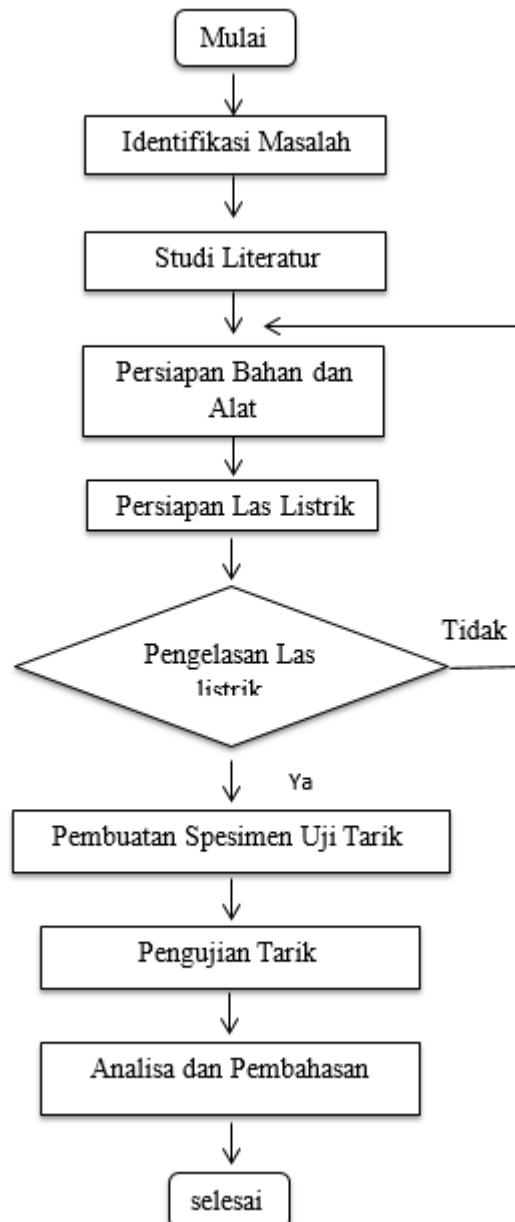 Mulai
Identifikasi Masalah
Studi Literatur
Persiapan Bahan dan
Alat
Persiapan Las Listrik
Pengelasan Las
listrik
Tidak
Ya
Pembuatan Spesimen Uji Tarik
Pengujian Tarik
Analisa dan Pembahasan
selesai